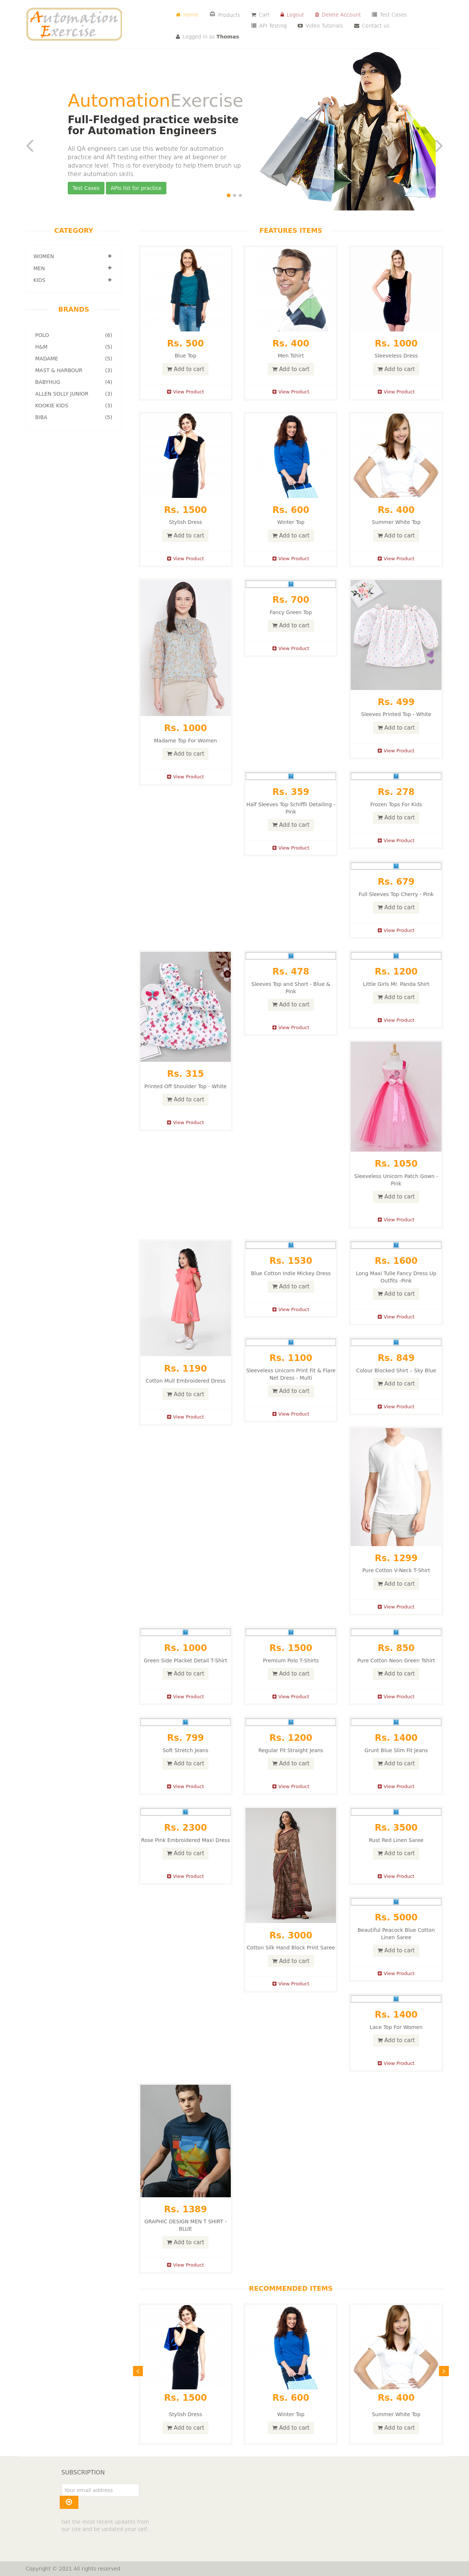 Automation
Exercise
Home
Products
Cart
Logout
Delete Account
Test Cases
API Testing
Video Tutorials
Contact us
Logged in as Thomas
AutomationExercise
Full-Fledged practice website
for Automation Engineers
All QA engineers can use this website for automation
practice and API testing either they are at beginner or
advance level. This is for everybody to help them brush up
their automation skills.
Test Cases
APIs list for practice
CATEGORY
WOMEN
MEN
KIDS
BRANDS
POLO (6)
H&M (5)
MADAME (5)
MAST & HARBOUR (3)
BABYHUG (4)
ALLEN SOLLY JUNIOR (3)
KOOKIE KIDS (3)
BIBA (5)
FEATURES ITEMS
Rs. 500
Blue Top
Add to cart
View Product
Rs. 400
Men Tshirt
Add to cart
View Product
Rs. 1000
Sleeveless Dress
Add to cart
View Product
Rs. 1500
Stylish Dress
Add to cart
View Product
Rs. 600
Winter Top
Add to cart
View Product
Rs. 400
Summer White Top
Add to cart
View Product
Rs. 1000
Madame Top For Women
Add to cart
View Product
Rs. 700
Fancy Green Top
Add to cart
View Product
Rs. 499
Sleeves Printed Top - White
Add to cart
View Product
Rs. 359
Half Sleeves Top Schiffli Detailing -
Pink
Add to cart
View Product
Rs. 278
Frozen Tops For Kids
Add to cart
View Product
Rs. 679
Full Sleeves Top Cherry - Pink
Add to cart
View Product
Rs. 315
Printed Off Shoulder Top - White
Add to cart
View Product
Rs. 478
Sleeves Top and Short - Blue &
Pink
Add to cart
View Product
Rs. 1200
Little Girls Mr. Panda Shirt
Add to cart
View Product
Rs. 1050
Sleeveless Unicorn Patch Gown -
Pink
Add to cart
View Product
Rs. 1190
Cotton Mull Embroidered Dress
Add to cart
View Product
Rs. 1530
Blue Cotton Indie Mickey Dress
Add to cart
View Product
Rs. 1600
Long Maxi Tulle Fancy Dress Up
Outfits -Pink
Add to cart
View Product
Rs. 1100
Sleeveless Unicorn Print Fit & Flare
Net Dress - Multi
Add to cart
View Product
Rs. 849
Colour Blocked Shirt – Sky Blue
Add to cart
View Product
Rs. 1299
Pure Cotton V-Neck T-Shirt
Add to cart
View Product
Rs. 1000
Green Side Placket Detail T-Shirt
Add to cart
View Product
Rs. 1500
Premium Polo T-Shirts
Add to cart
View Product
Rs. 850
Pure Cotton Neon Green Tshirt
Add to cart
View Product
Rs. 799
Soft Stretch Jeans
Add to cart
View Product
Rs. 1200
Regular Fit Straight Jeans
Add to cart
View Product
Rs. 1400
Grunt Blue Slim Fit Jeans
Add to cart
View Product
Rs. 2300
Rose Pink Embroidered Maxi Dress
Add to cart
View Product
Rs. 3000
Cotton Silk Hand Block Print Saree
Add to cart
View Product
Rs. 3500
Rust Red Linen Saree
Add to cart
View Product
Rs. 5000
Beautiful Peacock Blue Cotton
Linen Saree
Add to cart
View Product
Rs. 1400
Lace Top For Women
Add to cart
View Product
Rs. 1389
GRAPHIC DESIGN MEN T SHIRT -
BLUE
Add to cart
View Product
RECOMMENDED ITEMS
Rs. 1500
Stylish Dress
Add to cart
Rs. 600
Winter Top
Add to cart
Rs. 400
Summer White Top
Add to cart
SUBSCRIPTION
Your email address
Get the most recent updates from
our site and be updated your self...
Copyright © 2021 All rights reserved